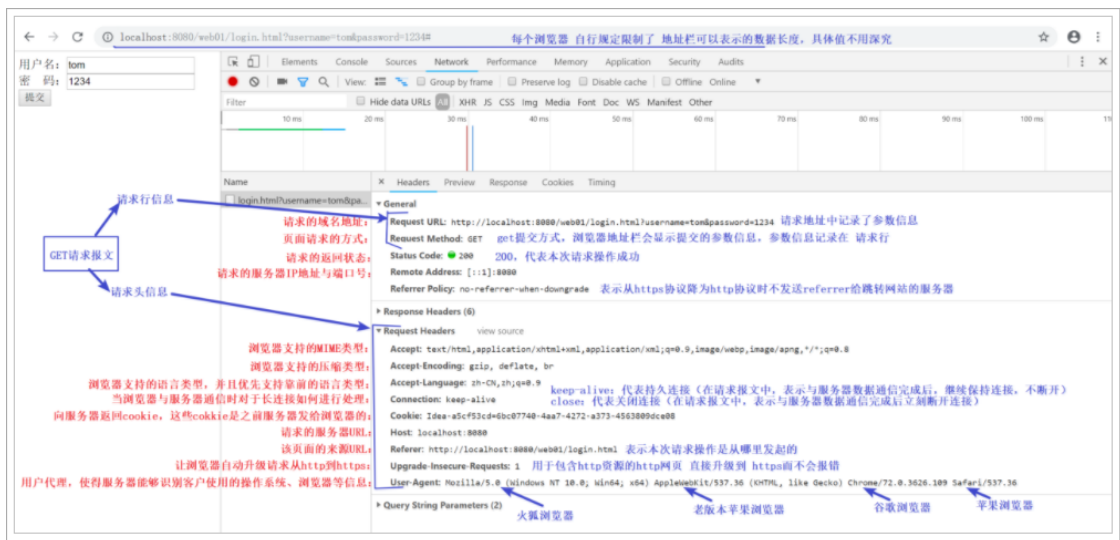 localhost:8080/web01/login.html?username=tom&password=1234#
每个浏览器 自行规定限制了 地址栏可以表示的数据长度，具体值不用深究
用户名： tom
密 码： 1234
提交
Elements Console Sources Network Performance Memory Application Security Audits
View: Group by frame Preserve log Disable cache Offline Online
Filter Hide data URLs All XHR JS CSS Img Media Font Doc WS Manifest Other
10 ms 20 ms 30 ms 40 ms 50 ms 60 ms 70 ms 80 ms 90 ms 100 ms 11
Name × Headers Preview Response Cookies Timing
login.html?username=tom&pa...
General
请求行信息
请求的域名地址： Request URL: http://localhost:8080/web01/login.html?username=tom&password=1234 请求地址中记录了参数信息
页面请求的方式： Request Method: GET get提交方式，浏览器地址栏会显示提交的参数信息，参数信息记录在 请求行
GET请求报文
请求的返回状态： Status Code: 200 200，代表本次请求操作成功
请求的服务器IP地址与端口号： Remote Address: [::1]:8080
请求头信息
Referrer Policy: no-referrer-when-downgrade 表示从https协议降为http协议时不发送referrer给跳转网站的服务器
Response Headers (6)
Request Headers view source
浏览器支持的MIME类型： Accept: text/html,application/xhtml+xml,application/xml;q=0.9,image/webp,image/apng,*/*;q=0.8
浏览器支持的压缩类型： Accept-Encoding: gzip, deflate, br
浏览器支持的语言类型，并且优先支持靠前的语言类型： Accept-Language: zh-CN,zh;q=0.9
keep-alive：代表持久连接（在请求报文中，表示与服务器数据通信完成后，继续保持连接，不断开）
当浏览器与服务器通信时对于长连接如何进行处理： Connection: keep-alive
close：代表关闭连接（在请求报文中，表示与服务器数据通信完成后立刻断开连接）
向服务器返回cookie，这些cokkie是之前服务器发给浏览器的： Cookie: Idea-a5cf53cd=6bc07740-4aa7-4272-a373-4563809dce08
请求的服务器URL： Host: localhost:8080
该页面的来源URL： Referer: http://localhost:8080/web01/login.html 表示本次请求操作是从哪里发起的
让浏览器自动升级请求从http到https： Upgrade-Insecure-Requests: 1 用于包含http资源的http网页 直接升级到 https而不会报错
用户代理，使得服务器能够识别客户使用的操作系统、浏览器等信息： User-Agent: Mozilla/5.0 (Windows NT 10.0; Win64; x64) AppleWebKit/537.36 (KHTML, like Gecko) Chrome/72.0.3626.109 Safari/537.36
Query String Parameters (2)
火狐浏览器 老版本苹果浏览器 谷歌浏览器 苹果浏览器